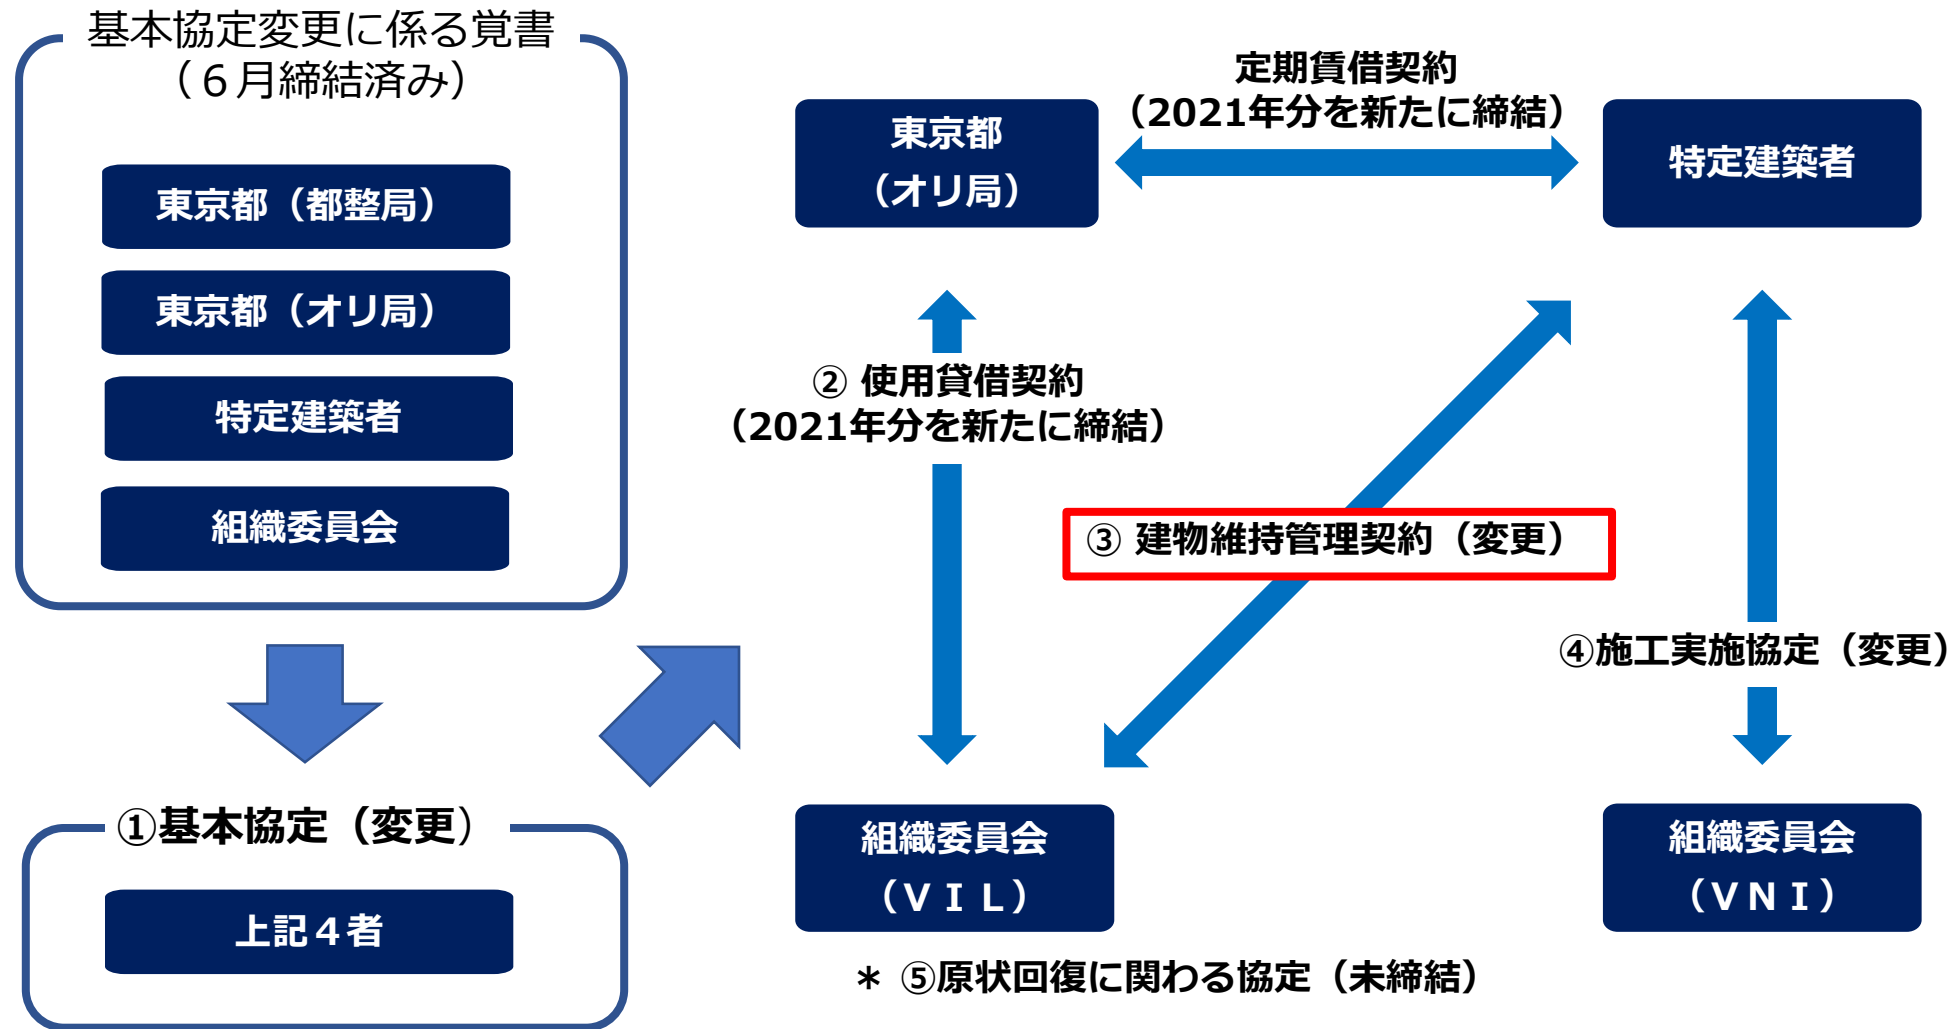 基本協定変更に係る覚書
（６月締結済み）
東京都（都整局）
東京都（オリ局）
特定建築者
組織委員会
①基本協定（変更）
上記４者
定期賃借契約
（2021年分を新たに締結）
東京都
（オリ局）
特定建築者
② 使用貸借契約
（2021年分を新たに締結）
③ 建物維持管理契約（変更）
④施工実施協定（変更）
組織委員会
（ＶＩＬ）
組織委員会
（ＶＮＩ）
＊ ⑤原状回復に関わる協定（未締結）